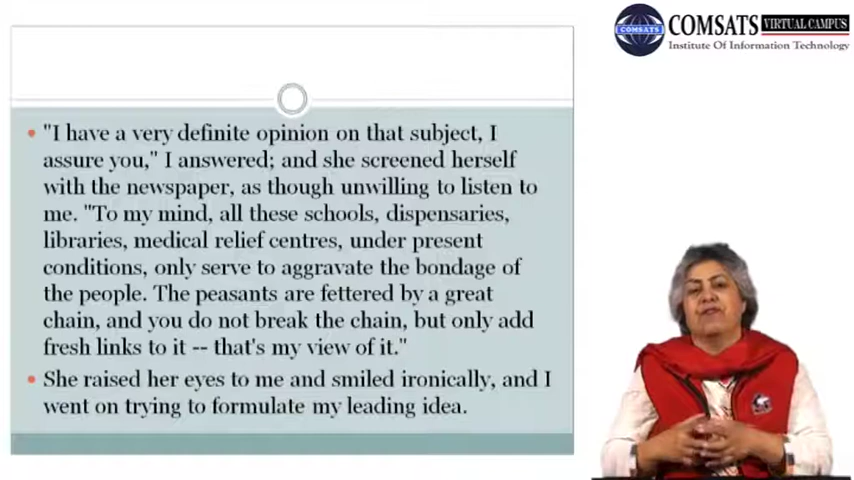 COMSATS VIRTUAL CAMPUS
Institute Of Information Technology
COMSATS
• "I have a very definite opinion on that subject, I
assure you," I answered; and she screened herself
with the newspaper, as though unwilling to listen to
me. "To my mind, all these schools, dispensaries,
libraries, medical relief centres, under present
conditions, only serve to aggravate the bondage of
the people. The peasants are fettered by a great
chain, and you do not break the chain, but only add
fresh links to it -- that's my view of it."
• She raised her eyes to me and smiled ironically, and I
went on trying to formulate my leading idea.